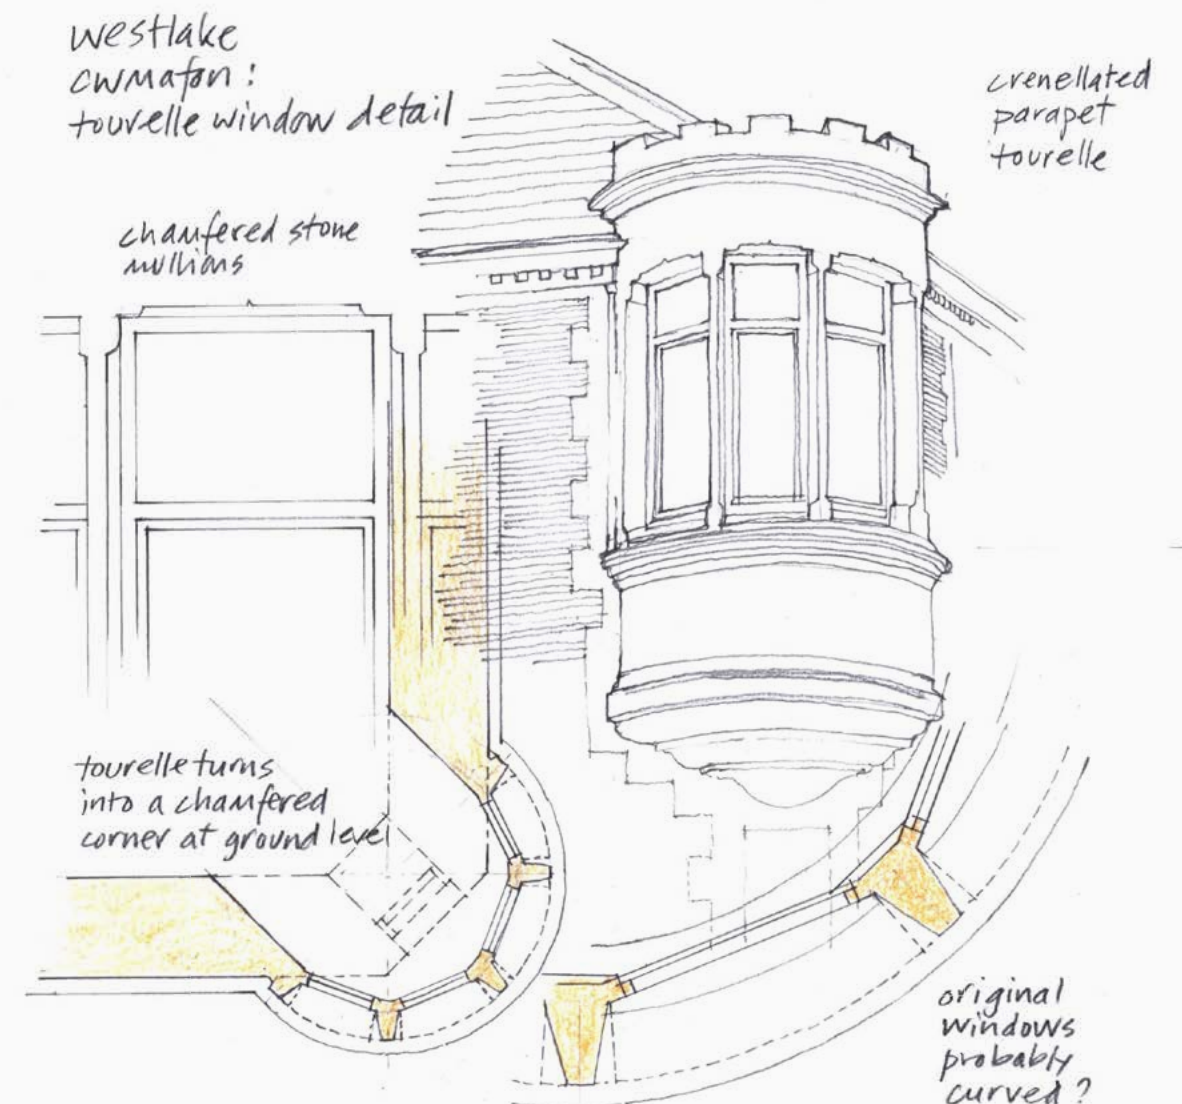 westlake
cwmafon:
tourelle window detail
crenellated
parapet
tourelle
chamfered stone
mullions
tourelle turns
into a chamfered
corner at ground level
original
windows
probably
curved?